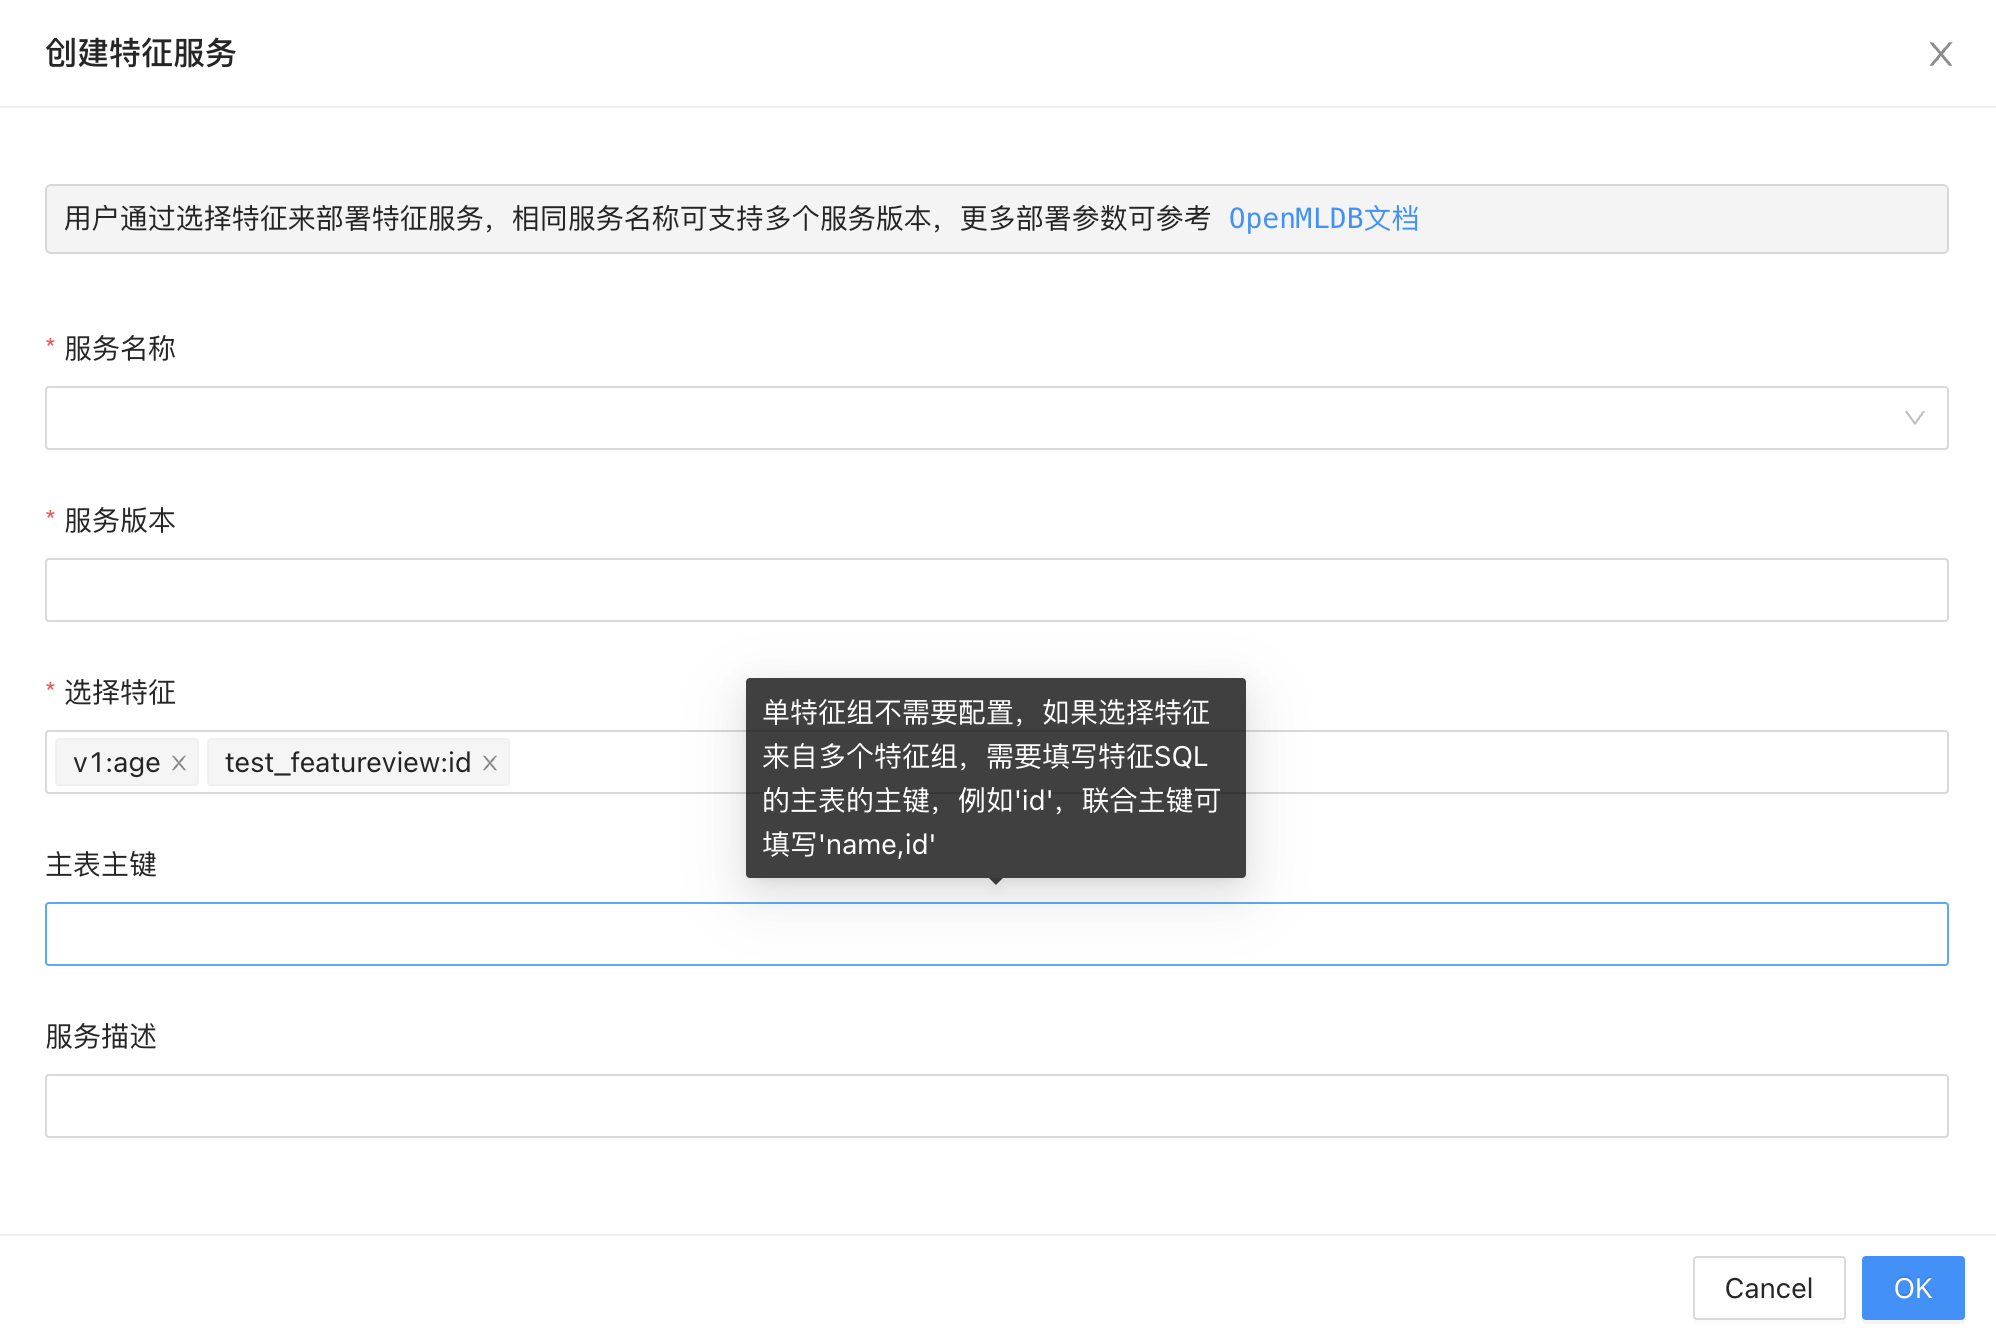 创建特征服务
用户通过选择特征来部署特征服务，相同服务名称可支持多个服务版本，更多部署参数可参考 OpenMLDB文档
* 服务名称
* 服务版本
* 选择特征
v1:age test_featureview:id
单特征组不需要配置，如果选择特征
来自多个特征组，需要填写特征SQL
的主表的主键，例如'id'，联合主键可
填写'name,id'
主表主键
服务描述
Cancel OK